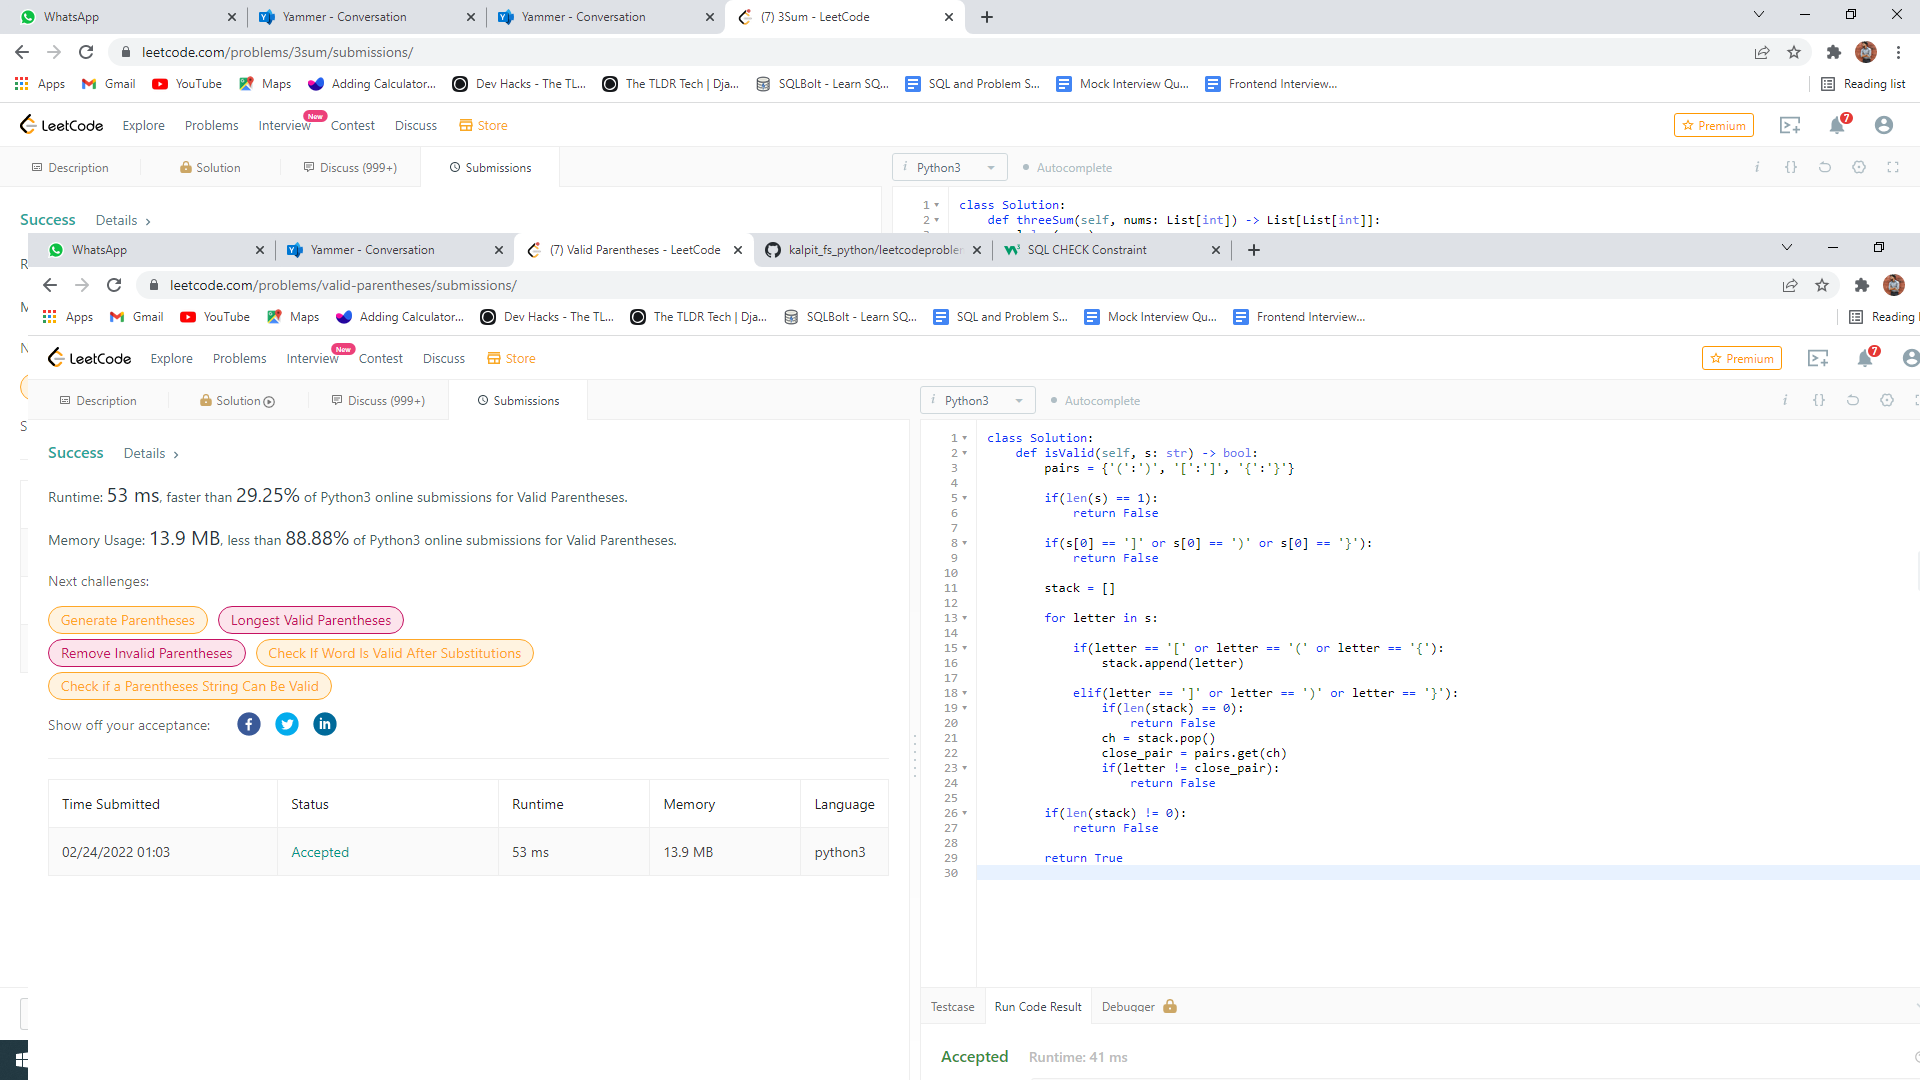 WhatsApp
Yammer - Conversation
Yammer - Conversation
(7) 3Sum - LeetCode
leetcode.com/problems/3sum/submissions/
Apps
Gmail
YouTube
Maps
Adding Calculator...
Dev Hacks - The TL...
The TLDR Tech | Dja...
SQLBolt - Learn SQ...
SQL and Problem S...
Mock Interview Qu...
Frontend Interview...
Reading list
LeetCode
Explore
Problems
Interview
New
Contest
Discuss
Store
Premium
7
Description
Solution
Discuss (999+)
Submissions
i Python3
Autocomplete
Success
Details
1 class Solution:
2 def threeSum(self, nums: List[int]) -> List[List[int]]:
WhatsApp
Yammer - Conversation
(7) Valid Parentheses - LeetCode
kalpit_fs_python/leetcodeproblem
SQL CHECK Constraint
leetcode.com/problems/valid-parentheses/submissions/
Apps
Gmail
YouTube
Maps
Adding Calculator...
Dev Hacks - The TL...
The TLDR Tech | Dja...
SQLBolt - Learn SQ...
SQL and Problem S...
Mock Interview Qu...
Frontend Interview...
Reading
LeetCode
Explore
Problems
Interview
New
Contest
Discuss
Store
Premium
7
Description
Solution
Discuss (999+)
Submissions
i Python3
Autocomplete
Success
Details
Runtime: 53 ms, faster than 29.25% of Python3 online submissions for Valid Parentheses.
Memory Usage: 13.9 MB, less than 88.88% of Python3 online submissions for Valid Parentheses.
Next challenges:
Generate Parentheses
Longest Valid Parentheses
Remove Invalid Parentheses
Check If Word Is Valid After Substitutions
Check if a Parentheses String Can Be Valid
Show off your acceptance:
Time Submitted Status Runtime Memory Language
02/24/2022 01:03 Accepted 53 ms 13.9 MB python3
1 class Solution:
2 def isValid(self, s: str) -> bool:
3 pairs = {'(':')', '[':']', '{':'}'}
4
5 if(len(s) == 1):
6 return False
7
8 if(s[0] == ']' or s[0] == ')' or s[0] == '}'):
9 return False
10
11 stack = []
12
13 for letter in s:
14
15 if(letter == '[' or letter == '(' or letter == '{'):
16 stack.append(letter)
17
18 elif(letter == ']' or letter == ')' or letter == '}'):
19 if(len(stack) == 0):
20 return False
21 ch = stack.pop()
22 close_pair = pairs.get(ch)
23 if(letter != close_pair):
24 return False
25
26 if(len(stack) != 0):
27 return False
28
29 return True
30
Testcase
Run Code Result
Debugger
Accepted
Runtime: 41 ms